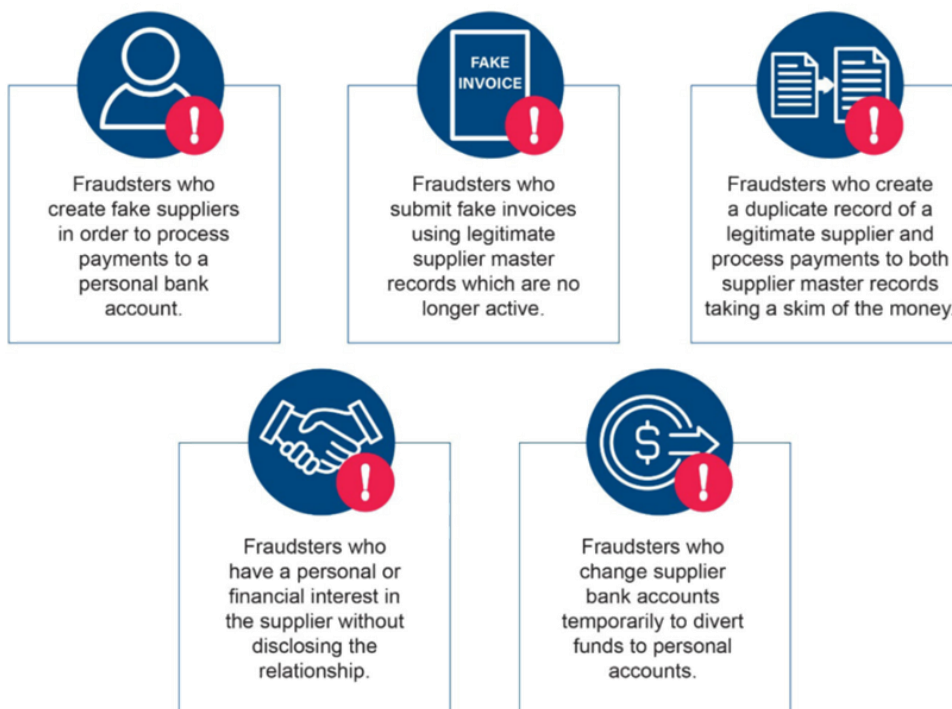 FAKE
INVOICE
Fraudsters who
create fake suppliers
in order to process
payments to a
personal bank
account.
Fraudsters who
submit fake invoices
using legitimate
supplier master
records which are no
longer active.
Fraudsters who create
a duplicate record of a
legitimate supplier and
process payments to both
supplier master records
taking a skim of the money.
Fraudsters who
have a personal or
financial interest in
the supplier without
disclosing the
relationship.
$
Fraudsters who
change supplier
bank accounts
temporarily to divert
funds to personal
accounts.